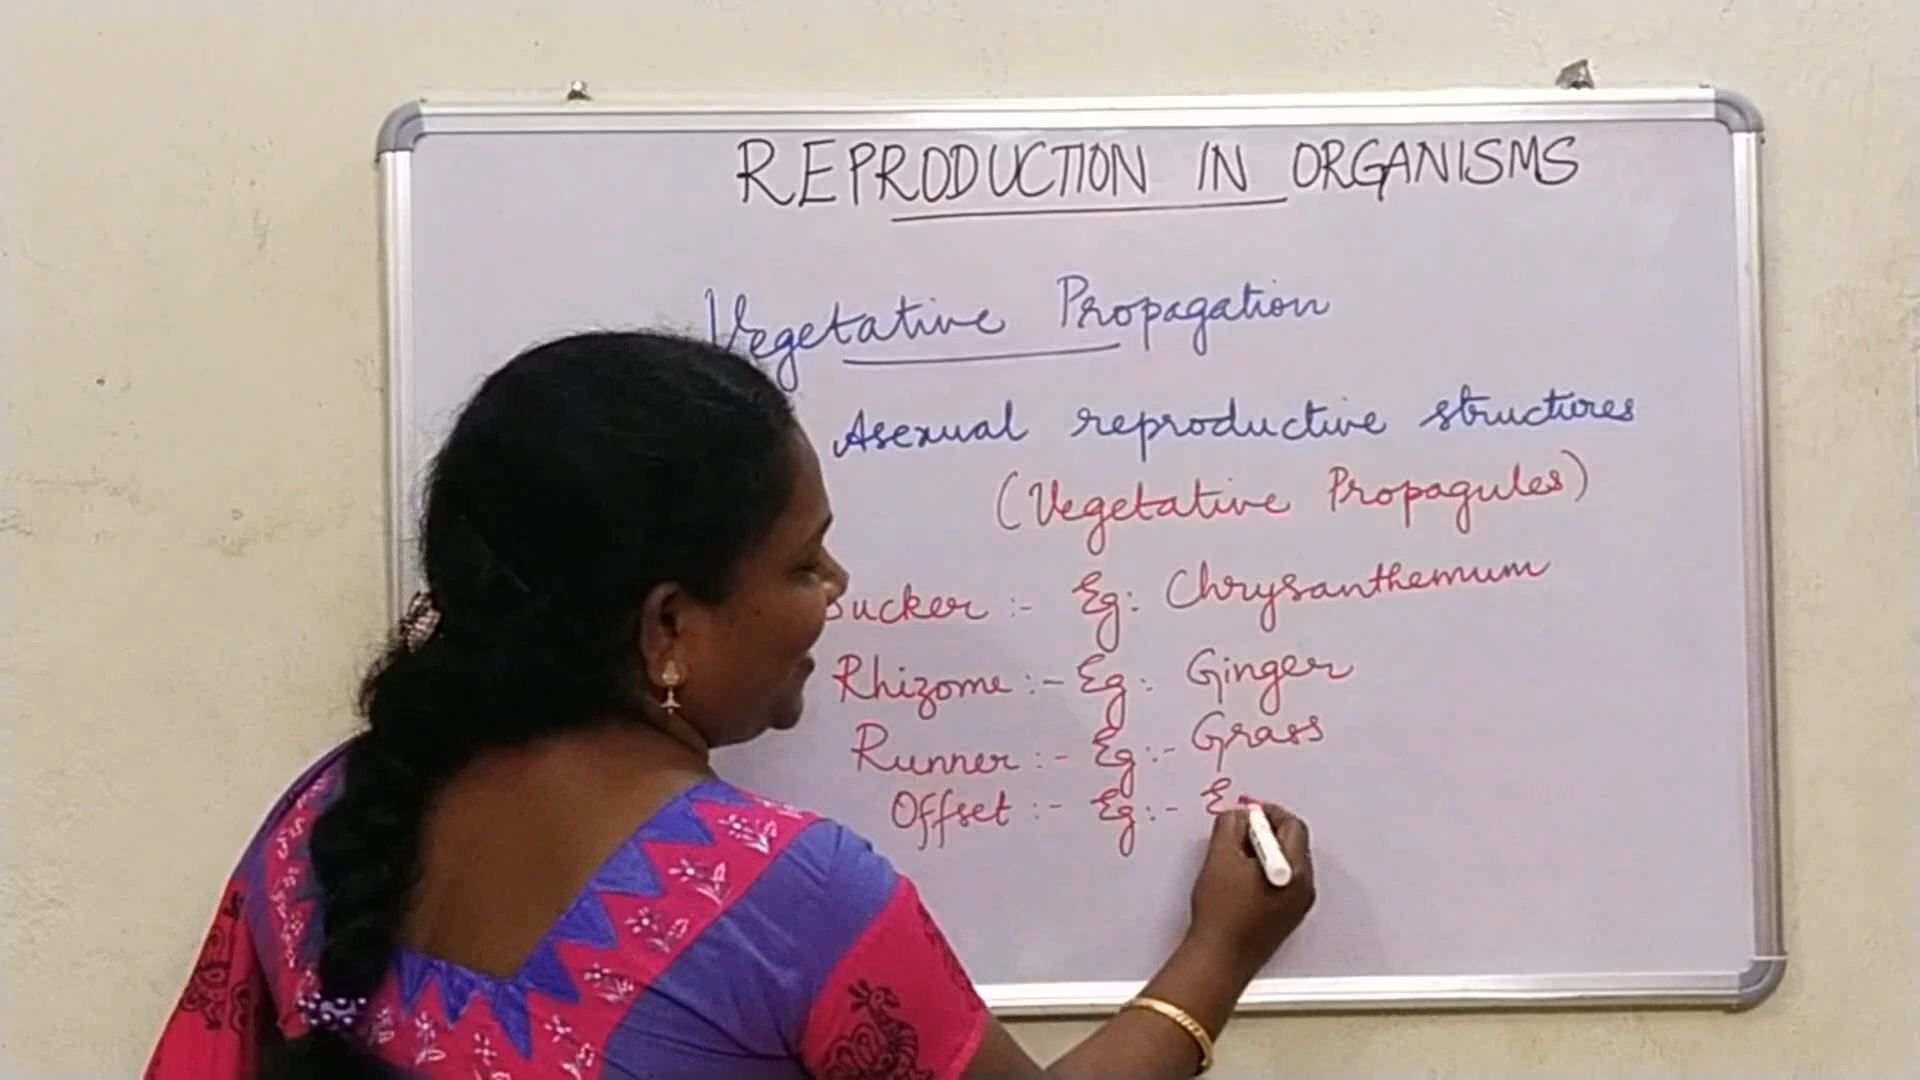 REPRODUCTION IN ORGANISMS
Vegetative Propagation
Asexual reproductive structures
(Vegetative Propagules)
Sucker :- Eg: Chrysanthemum
Rhizome :- Eg: Ginger
Runner :- Eg:- Grass
Offset :- Eg:- E